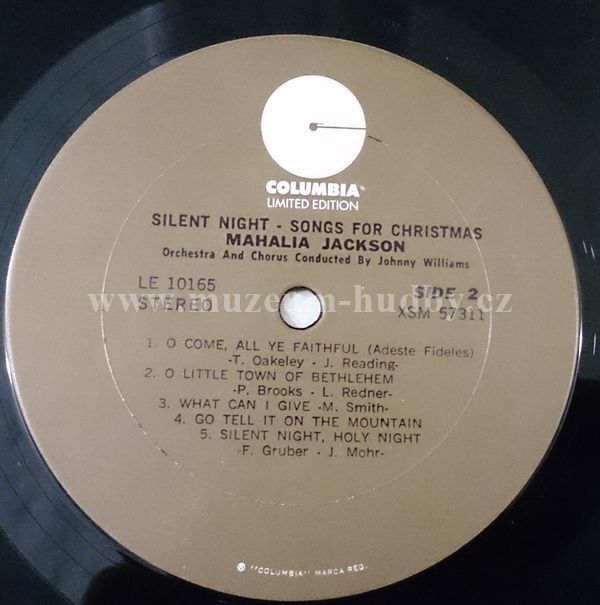 COLUMBIA
LIMITED EDITION
SILENT NIGHT - SONGS FOR CHRISTMAS
MAHALIA JACKSON
Orchestra And Chorus Conducted By Johnny Williams
LE 10165 SIDE 2
www.muzeum-hudby.cz
STEREO XSM 57311
1. O COME, ALL YE FAITHFUL (Adeste Fideles)
-T. Oakeley - J. Reading-
2. O LITTLE TOWN OF BETHLEHEM
-P. Brooks - L. Redner-
3. WHAT CAN I GIVE -M. Smith-
4. GO TELL IT ON THE MOUNTAIN
5. SILENT NIGHT, HOLY NIGHT
-F. Gruber - J. Mohr-
® "COLUMBIA" MARCA REG.